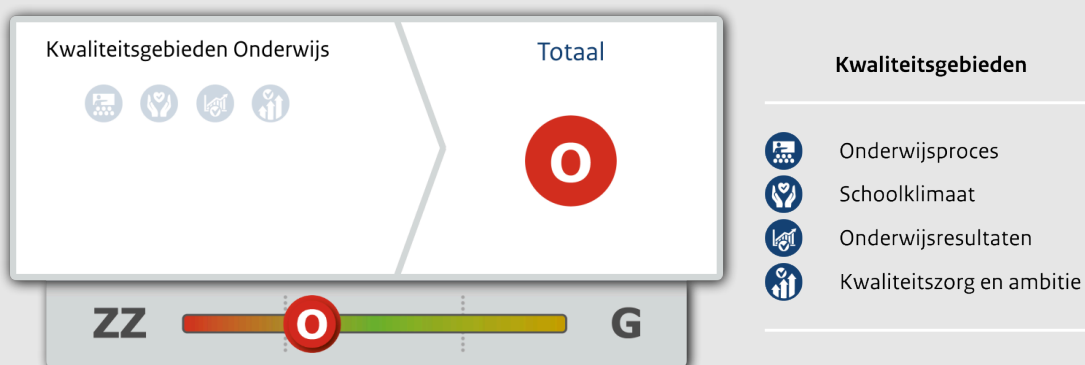 Kwaliteitsgebieden Onderwijs
Totaal
O
ZZ
O
G
Kwaliteitsgebieden
Onderwijsproces
Schoolklimaat
Onderwijsresultaten
Kwaliteitszorg en ambitie